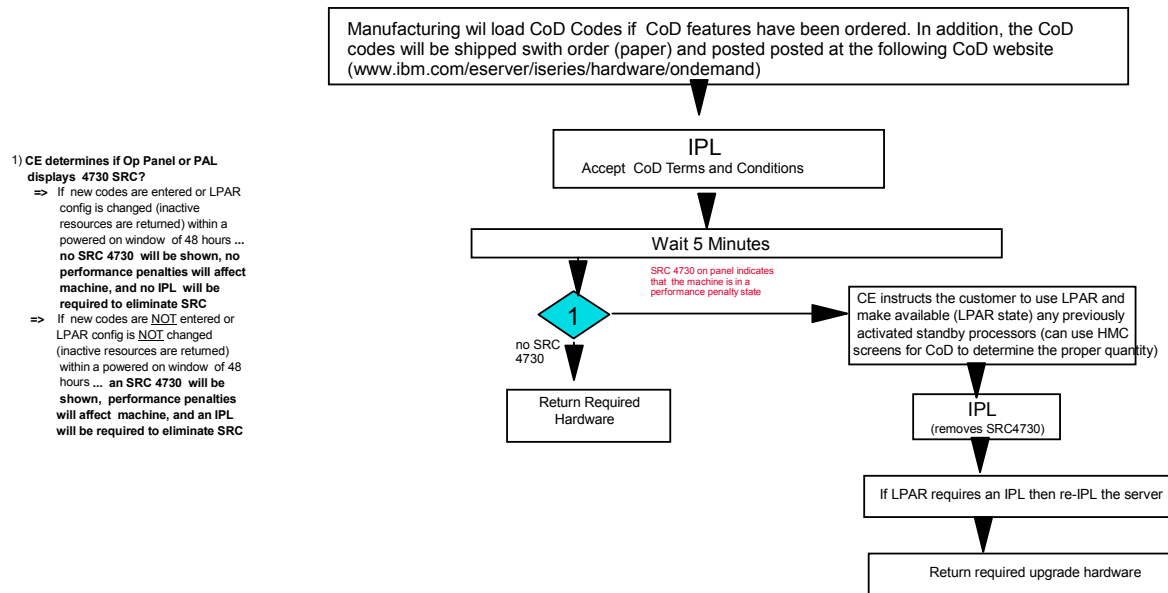 Manufacturing wil load CoD Codes if  CoD features have been ordered. In addition, the CoD
codes will be shipped swith order (paper) and posted posted at the following CoD website
(www.ibm.com/eserver/iseries/hardware/ondemand)
IPL
Accept  CoD Terms and Conditions
Wait 5 Minutes
1) CE determines if Op Panel or PAL
displays  4730 SRC?
=>  If  new codes are entered or LPAR
config is changed (inactive
resources are returned) within a
powered on window  of 48 hours ...
no SRC 4730  will be shown, no
performance penalties will affect
machine, and no IPL  will be
required to eliminate SRC
=>  If  new codes are NOT entered or
LPAR config is NOT changed
(inactive resources are returned)
within a powered on window  of 48
hours ...  an SRC 4730  will be
shown,  performance penalties
will affect  machine, and an IPL
will be required to eliminate SRC
SRC 4730 on panel indicates
that  the machine is in a
performance penalty state
1
no SRC
4730
Return Required
Hardware
CE instructs the customer to use LPAR and
make available (LPAR state) any previously
activated standby processors (can use HMC
screens for CoD to determine the proper quantity)
IPL
(removes SRC4730)
If LPAR requires an IPL then re-IPL the server
Return required upgrade hardware